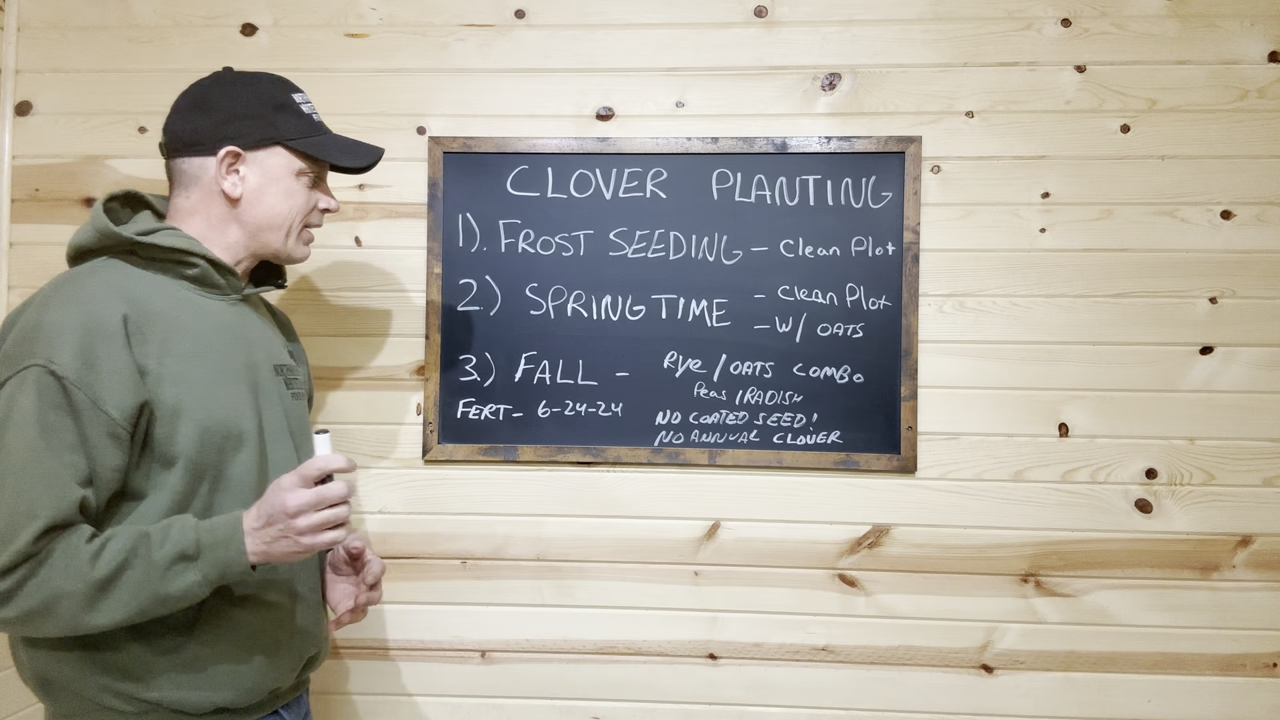 CLOVER PLANTING
1). FROST SEEDING - Clean Plot
2.) SPRINGTIME - Clean Plot
- W/ OATS
3.) FALL - Rye / OATS COMBO
Peas / RADISH
FERT- 6-24-24
NO COATED SEED!
NO ANNUAL CLOVER